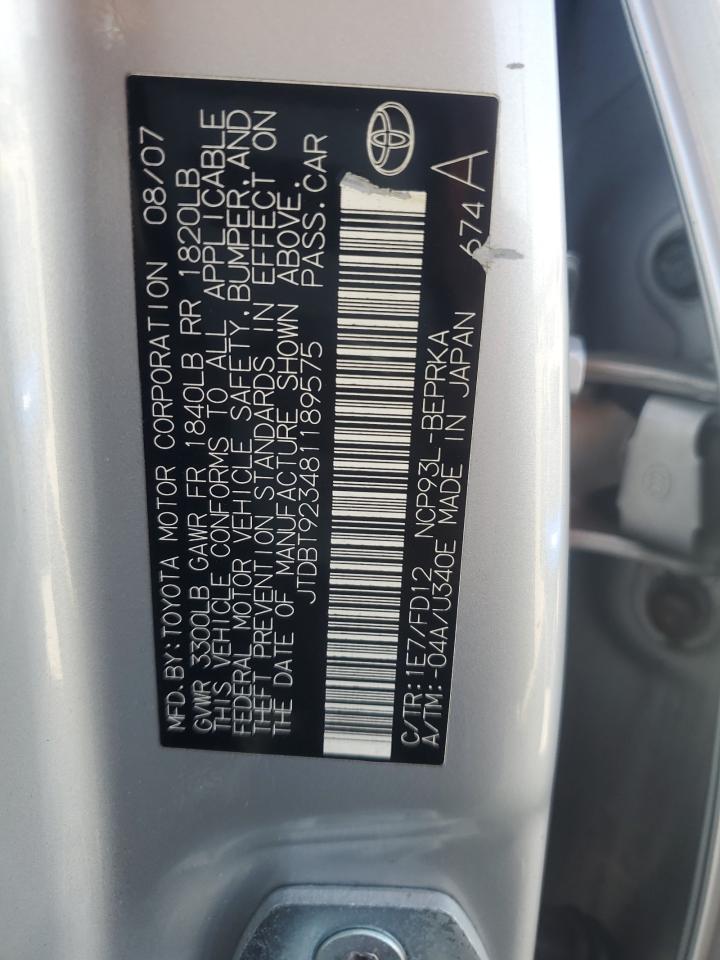 MFD. BY: TOYOTA MOTOR CORPORATION 08/07
GVWR 3300LB GAWR FR 1840LB RR 1820LB
THIS VEHICLE CONFORMS TO ALL APPLICABLE
FEDERAL MOTOR VEHICLE SAFETY, BUMPER, AND
THEFT PREVENTION STANDARDS IN EFFECT ON
THE DATE OF MANUFACTURE SHOWN ABOVE.
JTDBT923481189575 PASS. CAR
C/TR: 1E7/FD12 NCP93L-BEPRKA
A/TM: -04A/U340E MADE IN JAPAN 674A